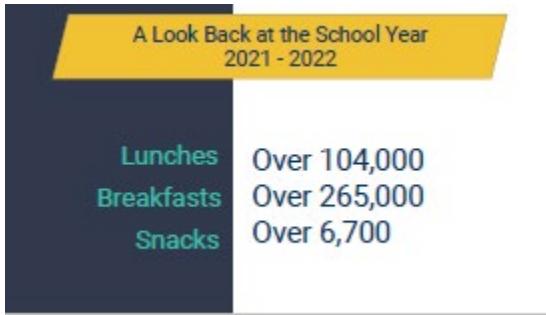 A Look Back at the School Year
2021 - 2022
Lunches Over 104,000
Breakfasts Over 265,000
Snacks Over 6,700